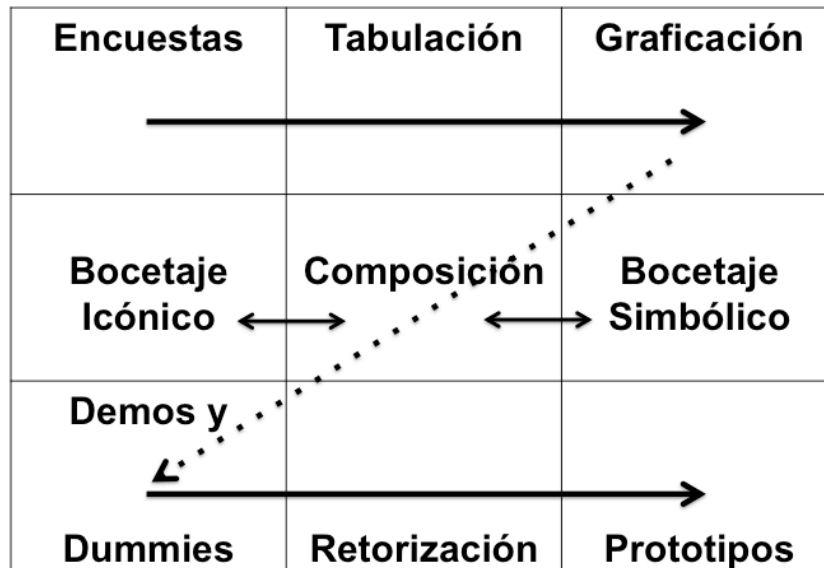 Encuestas
Tabulación
Graficación
Bocetaje
Icónico
Composición
Bocetaje
Simbólico
Demos y
Dummies
Retorización
Prototipos